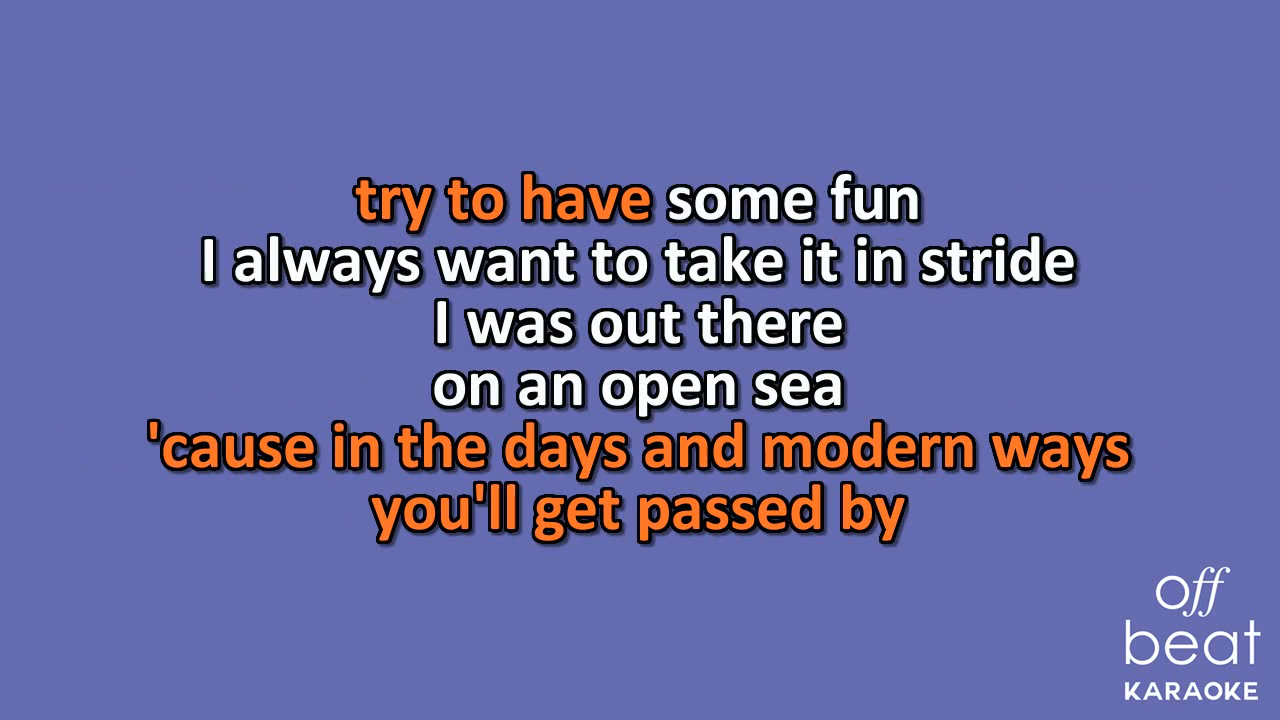 try to have some fun
I always want to take it in stride
I was out there
on an open sea
'cause in the days and modern ways
you'll get passed by
off
beat
KARAOKE